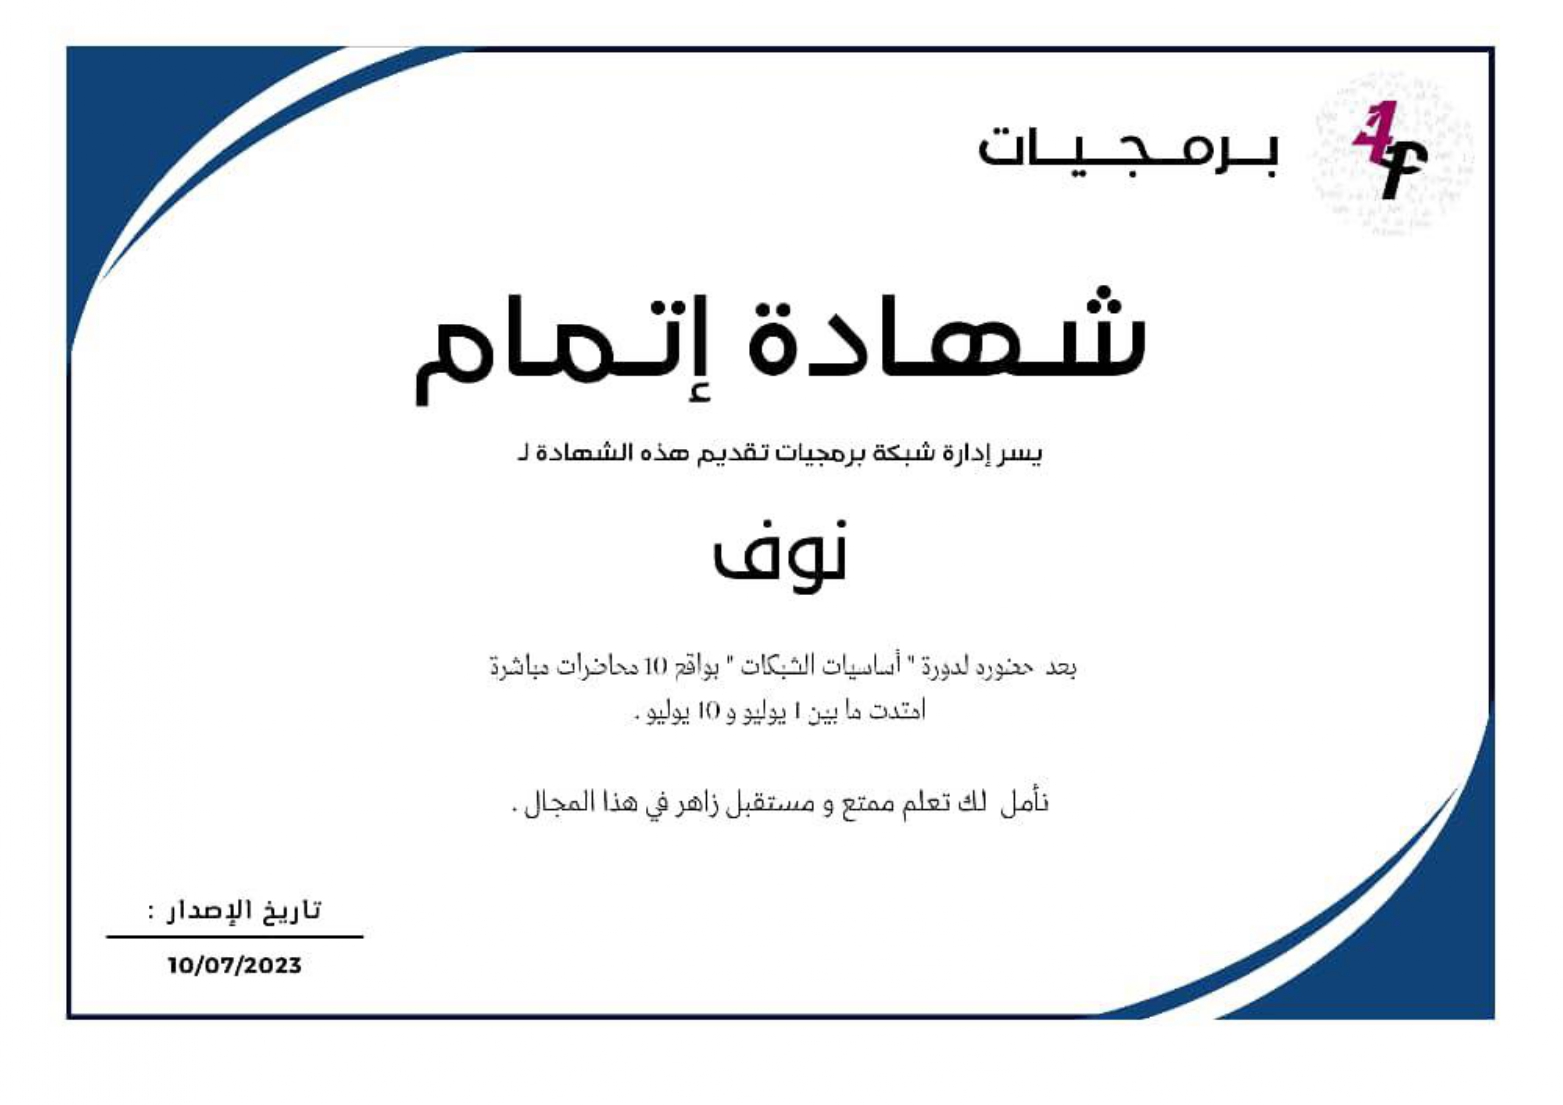 برمجيات
4P
شهادة إتمام
يسر إدارة شبكة برمجيات تقديم هذه الشهادة لـ
نوف
بعد حضوره لدورة " أساسيات الشبكات " بواقع 10 محاضرات مباشرة
امتدت ما بين 1 يوليو و 10 يوليو .
نأمل لك تعلم ممتع و مستقبل زاهر في هذا المجال .
تاريخ الإصدار :
10/07/2023